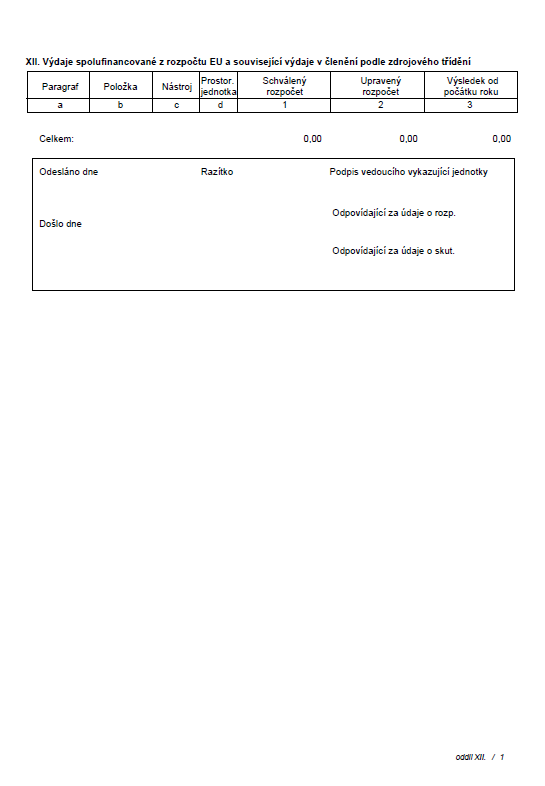 XII. Výdaje spolufinancované z rozpočtu EU a související výdaje v členění podle zdrojového třídění
Paragraf Položka Nástroj Prostor. jednotka Schválený rozpočet Upravený rozpočet Výsledek od počátku roku
a b c d 1 2 3
Celkem: 0,00 0,00 0,00
Odesláno dne Razítko Podpis vedoucího vykazující jednotky
Odpovídající za údaje o rozp.
Došlo dne
Odpovídající za údaje o skut.
oddíl XII. / 1